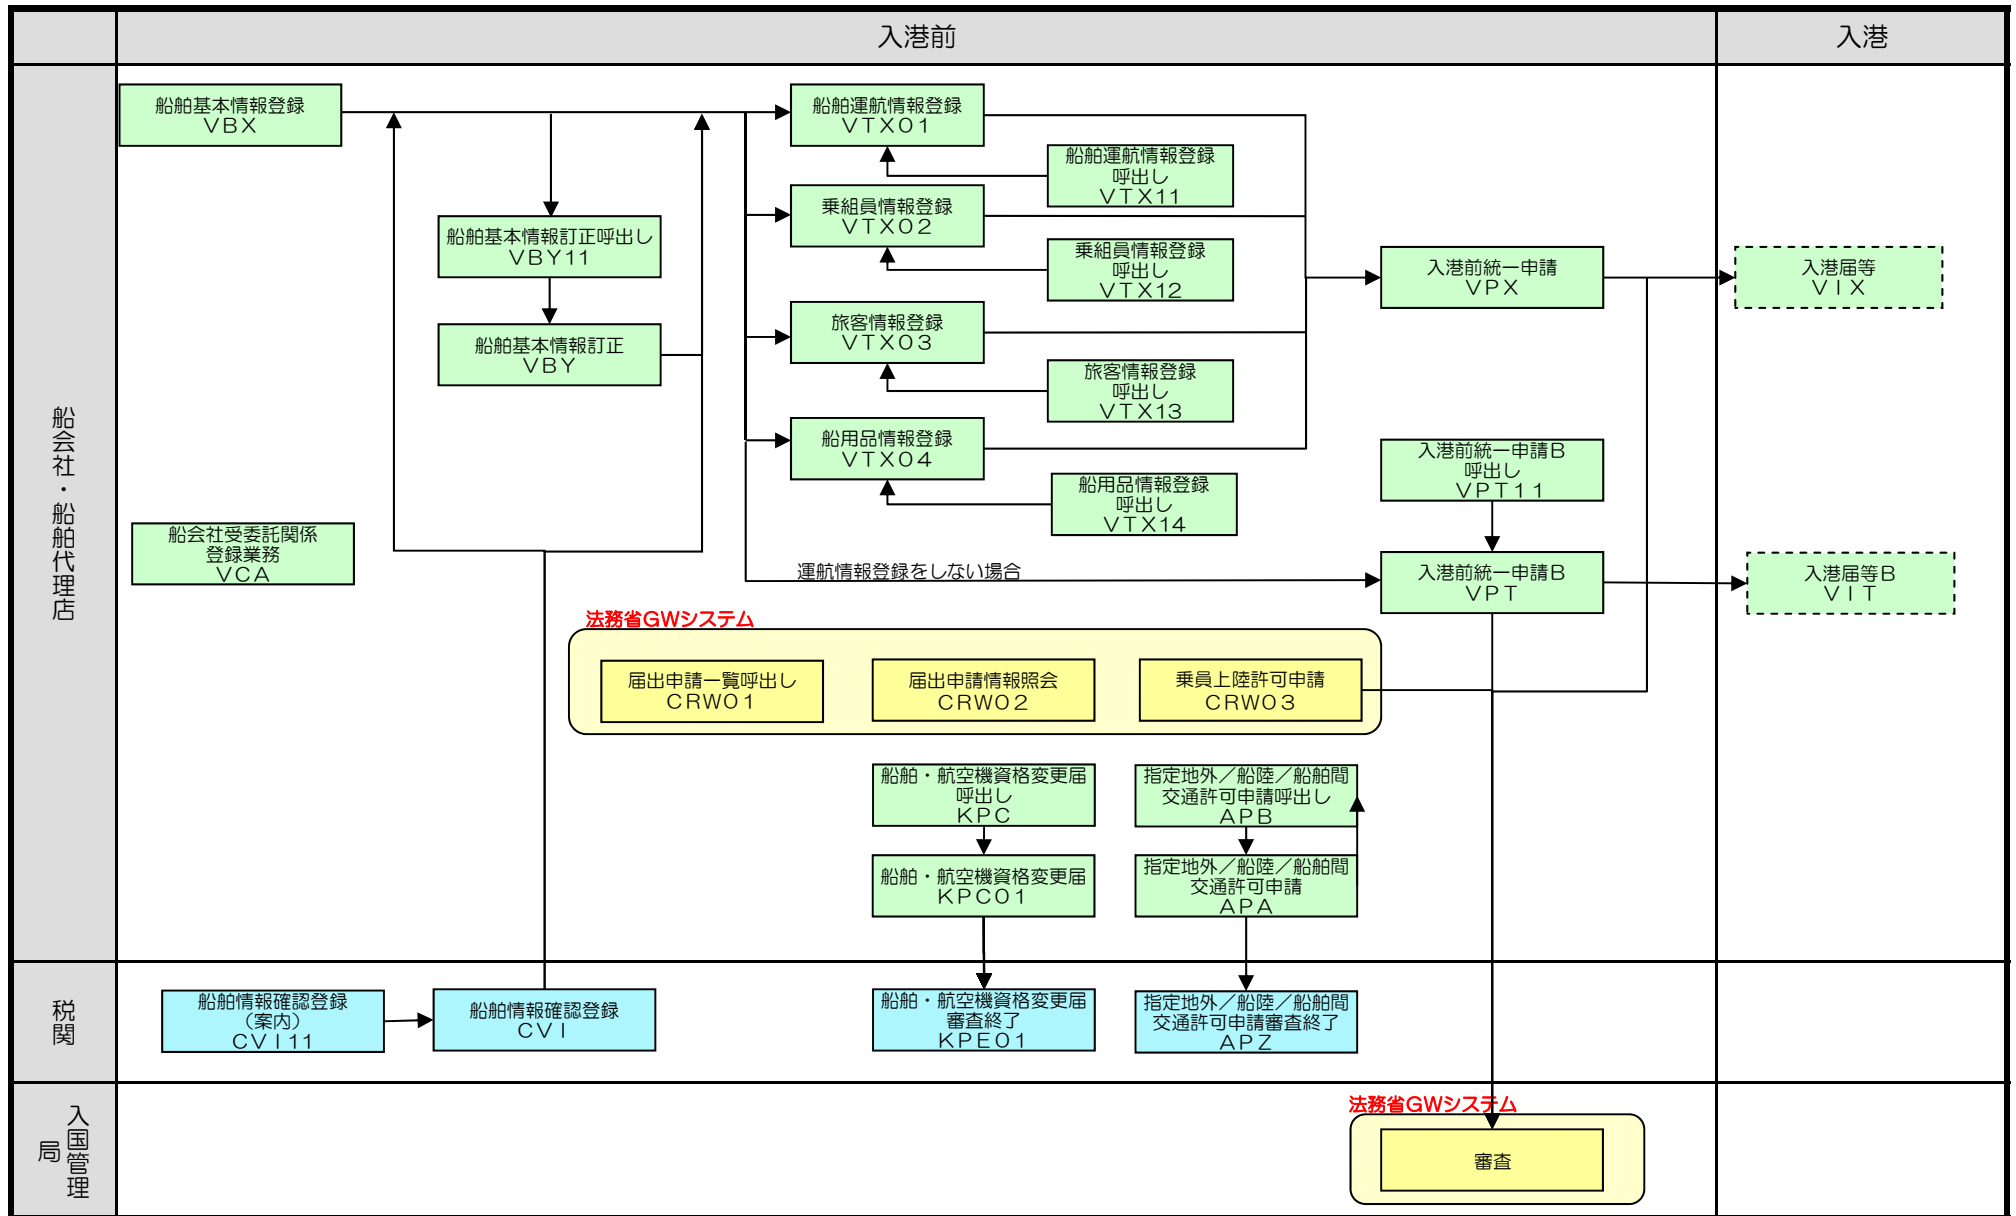 入港前
入港
船会社・船舶代理店
船舶基本情報登録
ＶＢＸ
船舶基本情報訂正呼出し
ＶＢＹ11
船舶基本情報訂正
ＶＢＹ
船会社受委託関係
登録業務
ＶＣＡ
船舶運航情報登録
ＶＴＸ０１
船舶運航情報登録
呼出し
ＶＴＸ11
乗組員情報登録
ＶＴＸ０２
乗組員情報登録
呼出し
ＶＴＸ12
旅客情報登録
ＶＴＸ０３
旅客情報登録
呼出し
ＶＴＸ13
船用品情報登録
ＶＴＸ０４
船用品情報登録
呼出し
ＶＴＸ14
運航情報登録をしない場合
入港前統一申請
ＶＰＸ
入港前統一申請Ｂ
呼出し
ＶＰＴ１１
入港前統一申請Ｂ
ＶＰＴ
入港届等
ＶＩＸ
入港届等Ｂ
ＶＩＴ
法務省GWシステム
届出申請一覧呼出し
ＣＲＷ０１
届出申請情報照会
ＣＲＷ０２
乗員上陸許可申請
ＣＲＷ０３
船舶・航空機資格変更届
呼出し
ＫＰＣ
船舶・航空機資格変更届
ＫＰＣ０１
指定地外／船陸／船舶間
交通許可申請呼出し
ＡＰＢ
指定地外／船陸／船舶間
交通許可申請
ＡＰＡ
税関
船舶情報確認登録
（案内）
ＣＶＩ11
船舶情報確認登録
ＣＶＩ
船舶・航空機資格変更届
審査終了
ＫＰＥ０１
指定地外／船陸／船舶間
交通許可申請審査終了
ＡＰＺ
入国管理
局
法務省GWシステム
審査